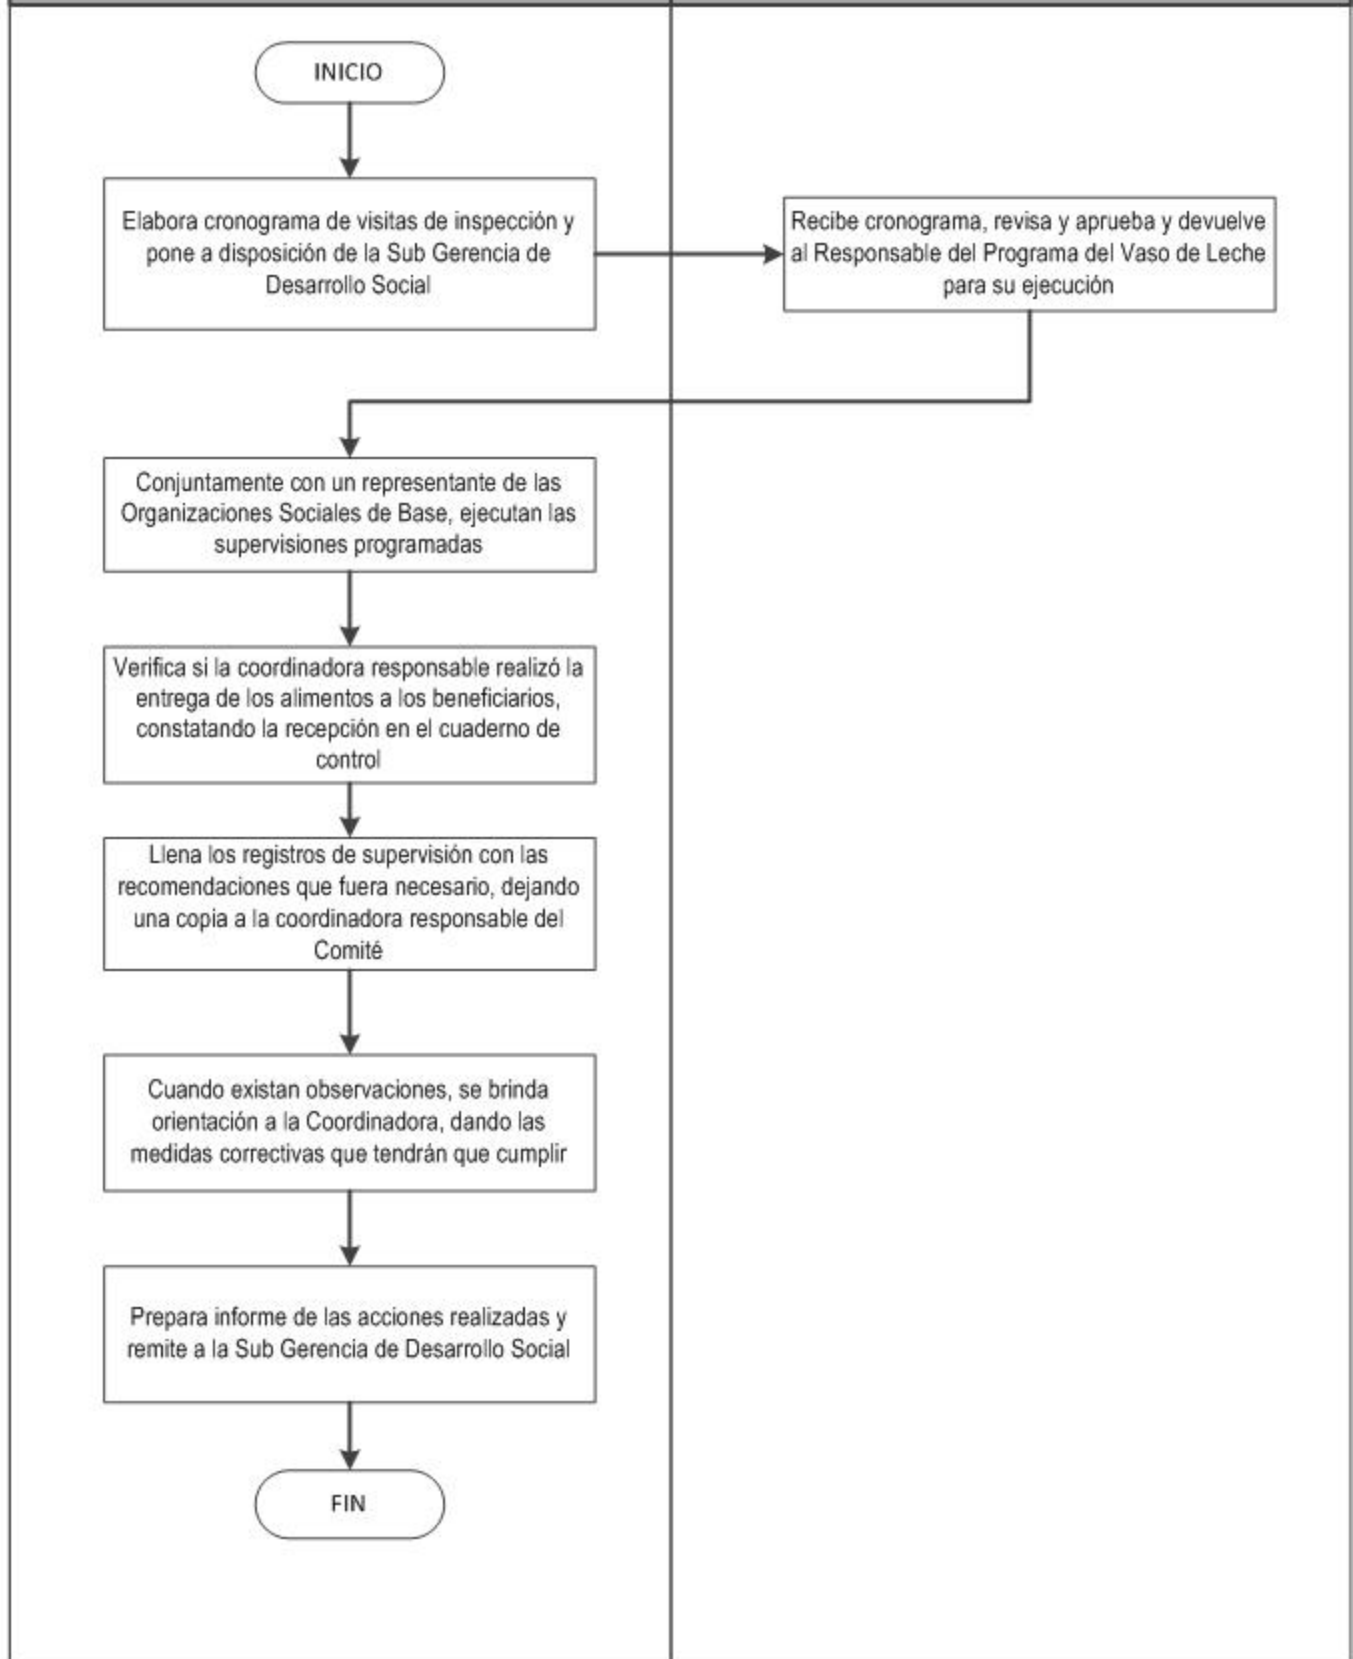 INICIO
Elabora cronograma de visitas de inspección y
pone a disposición de la Sub Gerencia de
Desarrollo Social
Recibe cronograma, revisa y aprueba y devuelve
al Responsable del Programa del Vaso de Leche
para su ejecución
Conjuntamente con un representante de las
Organizaciones Sociales de Base, ejecutan las
supervisiones programadas
Verifica si la coordinadora responsable realizó la
entrega de los alimentos a los beneficiarios,
constatando la recepción en el cuaderno de
control
Llena los registros de supervisión con las
recomendaciones que fuera necesario, dejando
una copia a la coordinadora responsable del
Comité
Cuando existan observaciones, se brinda
orientación a la Coordinadora, dando las
medidas correctivas que tendrán que cumplir
Prepara informe de las acciones realizadas y
remite a la Sub Gerencia de Desarrollo Social
FIN